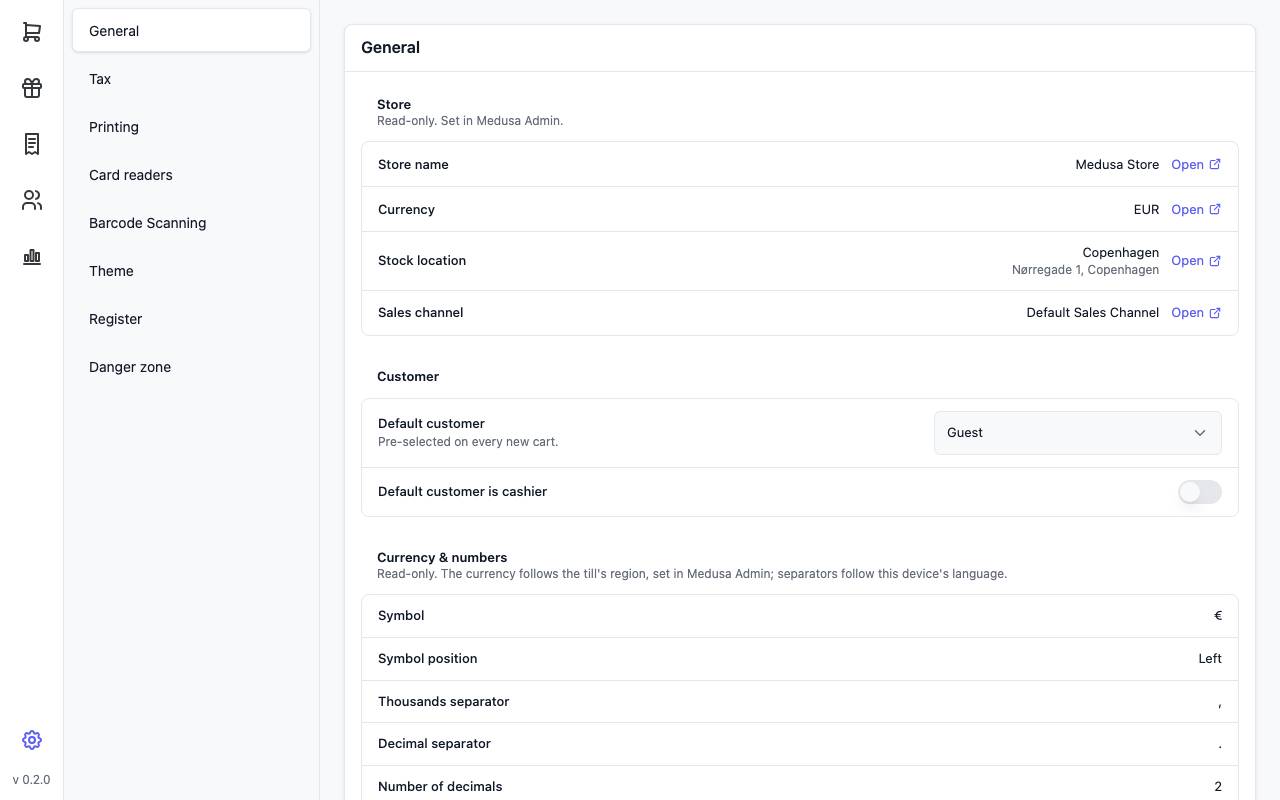 General
Tax
Printing
Card readers
Barcode Scanning
Theme
Register
Danger zone
v 0.2.0
General
Store
Read-only. Set in Medusa Admin.
Store name Medusa Store Open
Currency EUR Open
Stock location Copenhagen Nørregade 1, Copenhagen Open
Sales channel Default Sales Channel Open
Customer
Default customer
Pre-selected on every new cart.
Guest
Default customer is cashier
Currency & numbers
Read-only. The currency follows the till's region, set in Medusa Admin; separators follow this device's language.
Symbol €
Symbol position Left
Thousands separator ,
Decimal separator .
Number of decimals 2